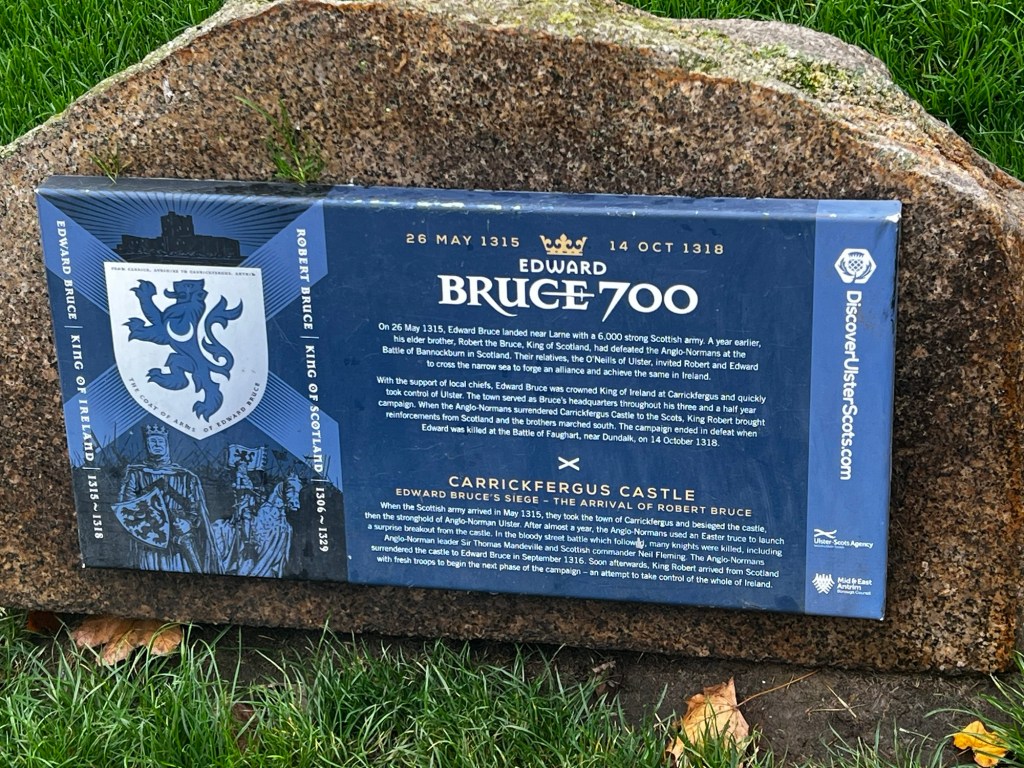 EDWARD BRUCE | KING OF IRELAND | 1315~1318
THE COAT OF ARMS OF EDWARD BRUCE
ROBERT BRUCE | KING OF SCOTLAND | 1306~1329
26 MAY 1315 14 OCT 1318
EDWARD
BRUCE 700
On 26 May 1315, Edward Bruce landed near Larne with a 6,000 strong Scottish army. A year earlier,
his elder brother, Robert the Bruce, King of Scotland, had defeated the Anglo-Normans at the
Battle of Bannockburn in Scotland. Their relatives, the O'Neills of Ulster, invited Robert and Edward
to cross the narrow sea to forge an alliance and achieve the same in Ireland.
With the support of local chiefs, Edward Bruce was crowned King of Ireland at Carrickfergus and quickly
took control of Ulster. The town served as Bruce's headquarters throughout his three and a half year
campaign. When the Anglo-Normans surrendered Carrickfergus Castle to the Scots, King Robert brought
reinforcements from Scotland and the brothers marched south. The campaign ended in defeat when
Edward was killed at the Battle of Faughart, near Dundalk, on 14 October 1318.
CARRICKFERGUS CASTLE
EDWARD BRUCE'S SIEGE – THE ARRIVAL OF ROBERT BRUCE
When the Scottish army arrived in May 1315, they took the town of Carrickfergus and besieged the castle,
then the stronghold of Anglo-Norman Ulster. After almost a year, the Anglo-Normans used an Easter truce to launch
a surprise breakout from the castle. In the bloody street battle which followed, many knights were killed, including
Anglo-Norman leader Sir Thomas Mandeville and Scottish commander Neil Fleming. The Anglo-Normans
surrendered the castle to Edward Bruce in September 1316. Soon afterwards, King Robert arrived from Scotland
with fresh troops to begin the next phase of the campaign – an attempt to take control of the whole of Ireland.
DiscoverUlsterScots.com
Ulster-Scots Agency
Mid & East
Antrim
Borough Council